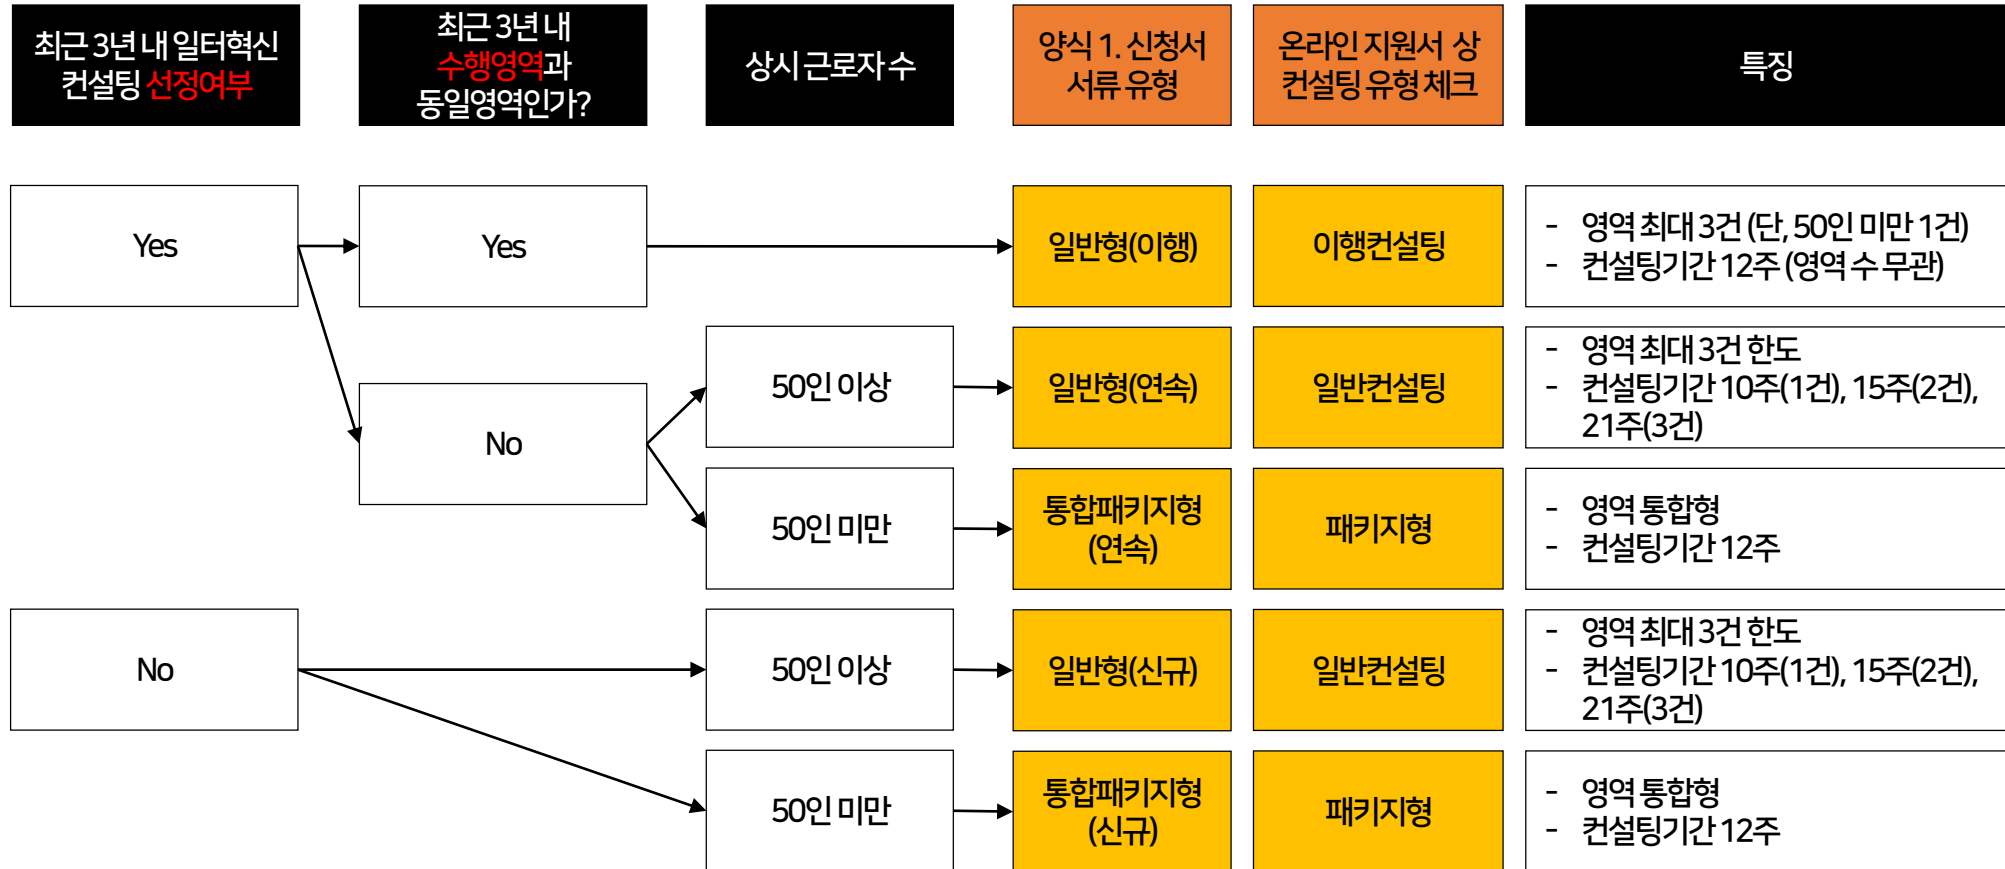 최근 3년 내 일터혁신
컨설팅 선정여부
최근 3년 내
수행영역과
동일영역인가?
상시 근로자 수
양식 1. 신청서
서류 유형
온라인 지원서 상
컨설팅 유형 체크
특징
Yes
Yes
일반형(이행)
이행컨설팅
- 영역 최대 3건 (단, 50인 미만 1건)
- 컨설팅기간 12주 (영역 수 무관)
No
50인 이상
일반형(연속)
일반컨설팅
- 영역 최대 3건 한도
- 컨설팅기간 10주(1건), 15주(2건),
21주(3건)
50인 미만
통합패키지형
(연속)
패키지형
- 영역 통합형
- 컨설팅기간 12주
No
50인 이상
일반형(신규)
일반컨설팅
- 영역 최대 3건 한도
- 컨설팅기간 10주(1건), 15주(2건),
21주(3건)
50인 미만
통합패키지형
(신규)
패키지형
- 영역 통합형
- 컨설팅기간 12주